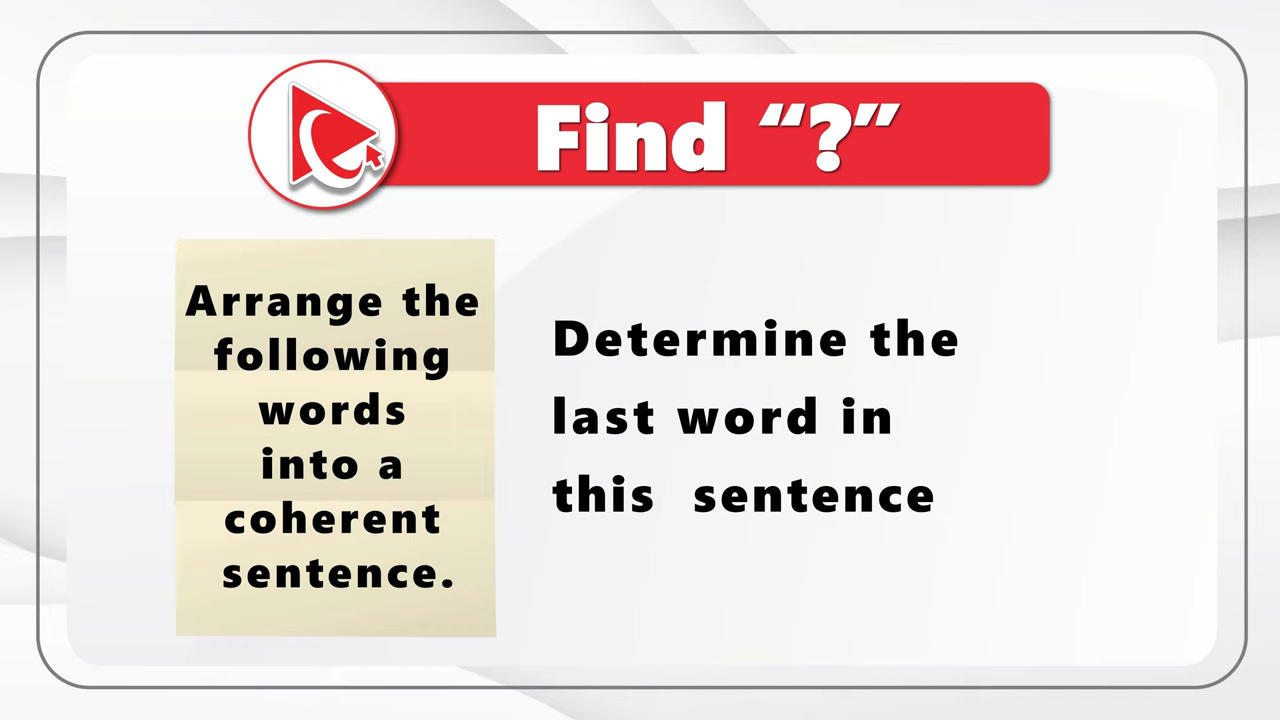 Find “?”
Arrange the
following
words
into a
coherent
sentence.
Determine the
last word in
this sentence